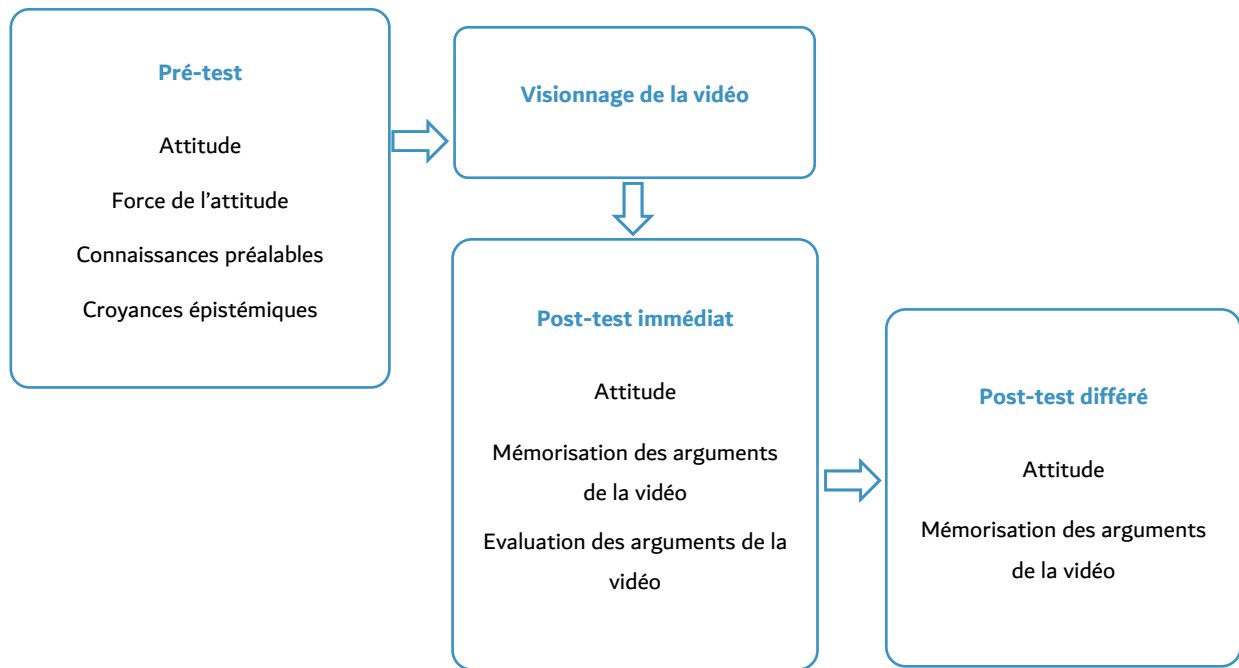 Pré-test
Attitude
Force de l’attitude
Connaissances préalables
Croyances épistémiques
Visionnage de la vidéo
Post-test immédiat
Attitude
Mémorisation des arguments
de la vidéo
Evaluation des arguments de la
vidéo
Post-test différé
Attitude
Mémorisation des arguments
de la vidéo